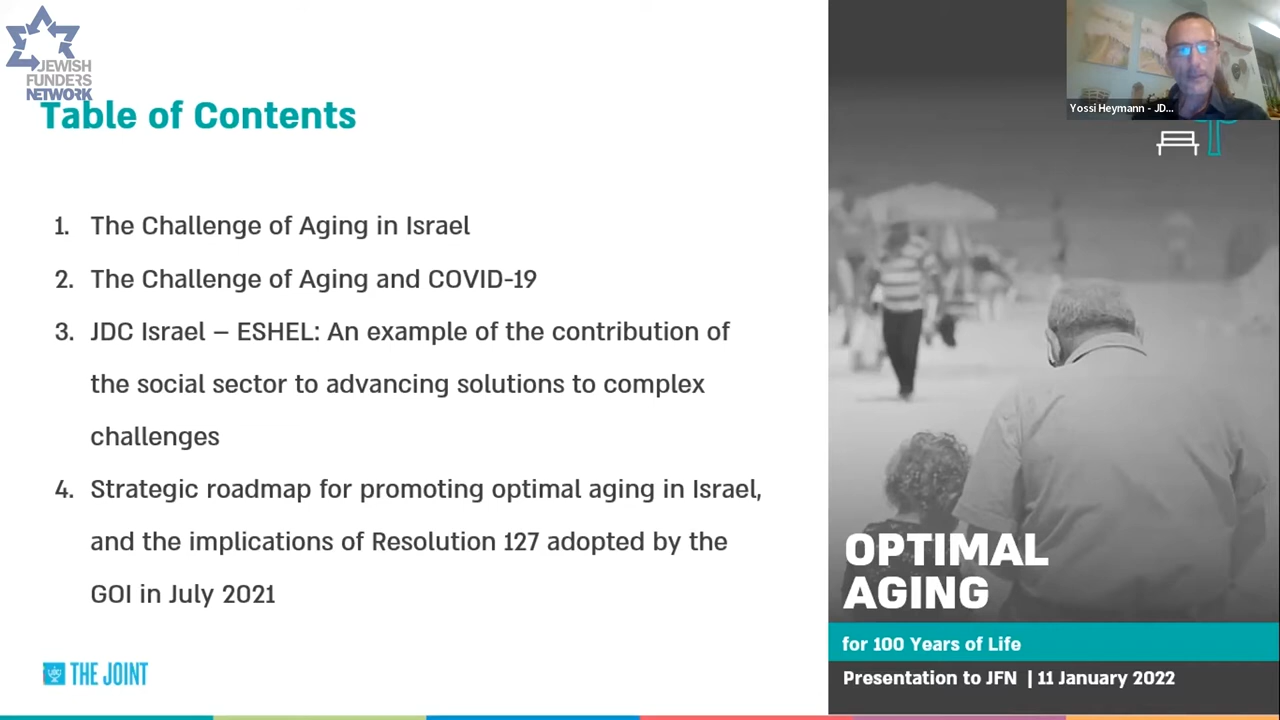 JEWISH
FUNDERS
NETWORK
Table of Contents
1. The Challenge of Aging in Israel
2. The Challenge of Aging and COVID-19
3. JDC Israel – ESHEL: An example of the contribution of
the social sector to advancing solutions to complex
challenges
4. Strategic roadmap for promoting optimal aging in Israel,
and the implications of Resolution 127 adopted by the
GOI in July 2021
THE JOINT
Yossi Heymann - JD...
OPTIMAL
AGING
for 100 Years of Life
Presentation to JFN | 11 January 2022